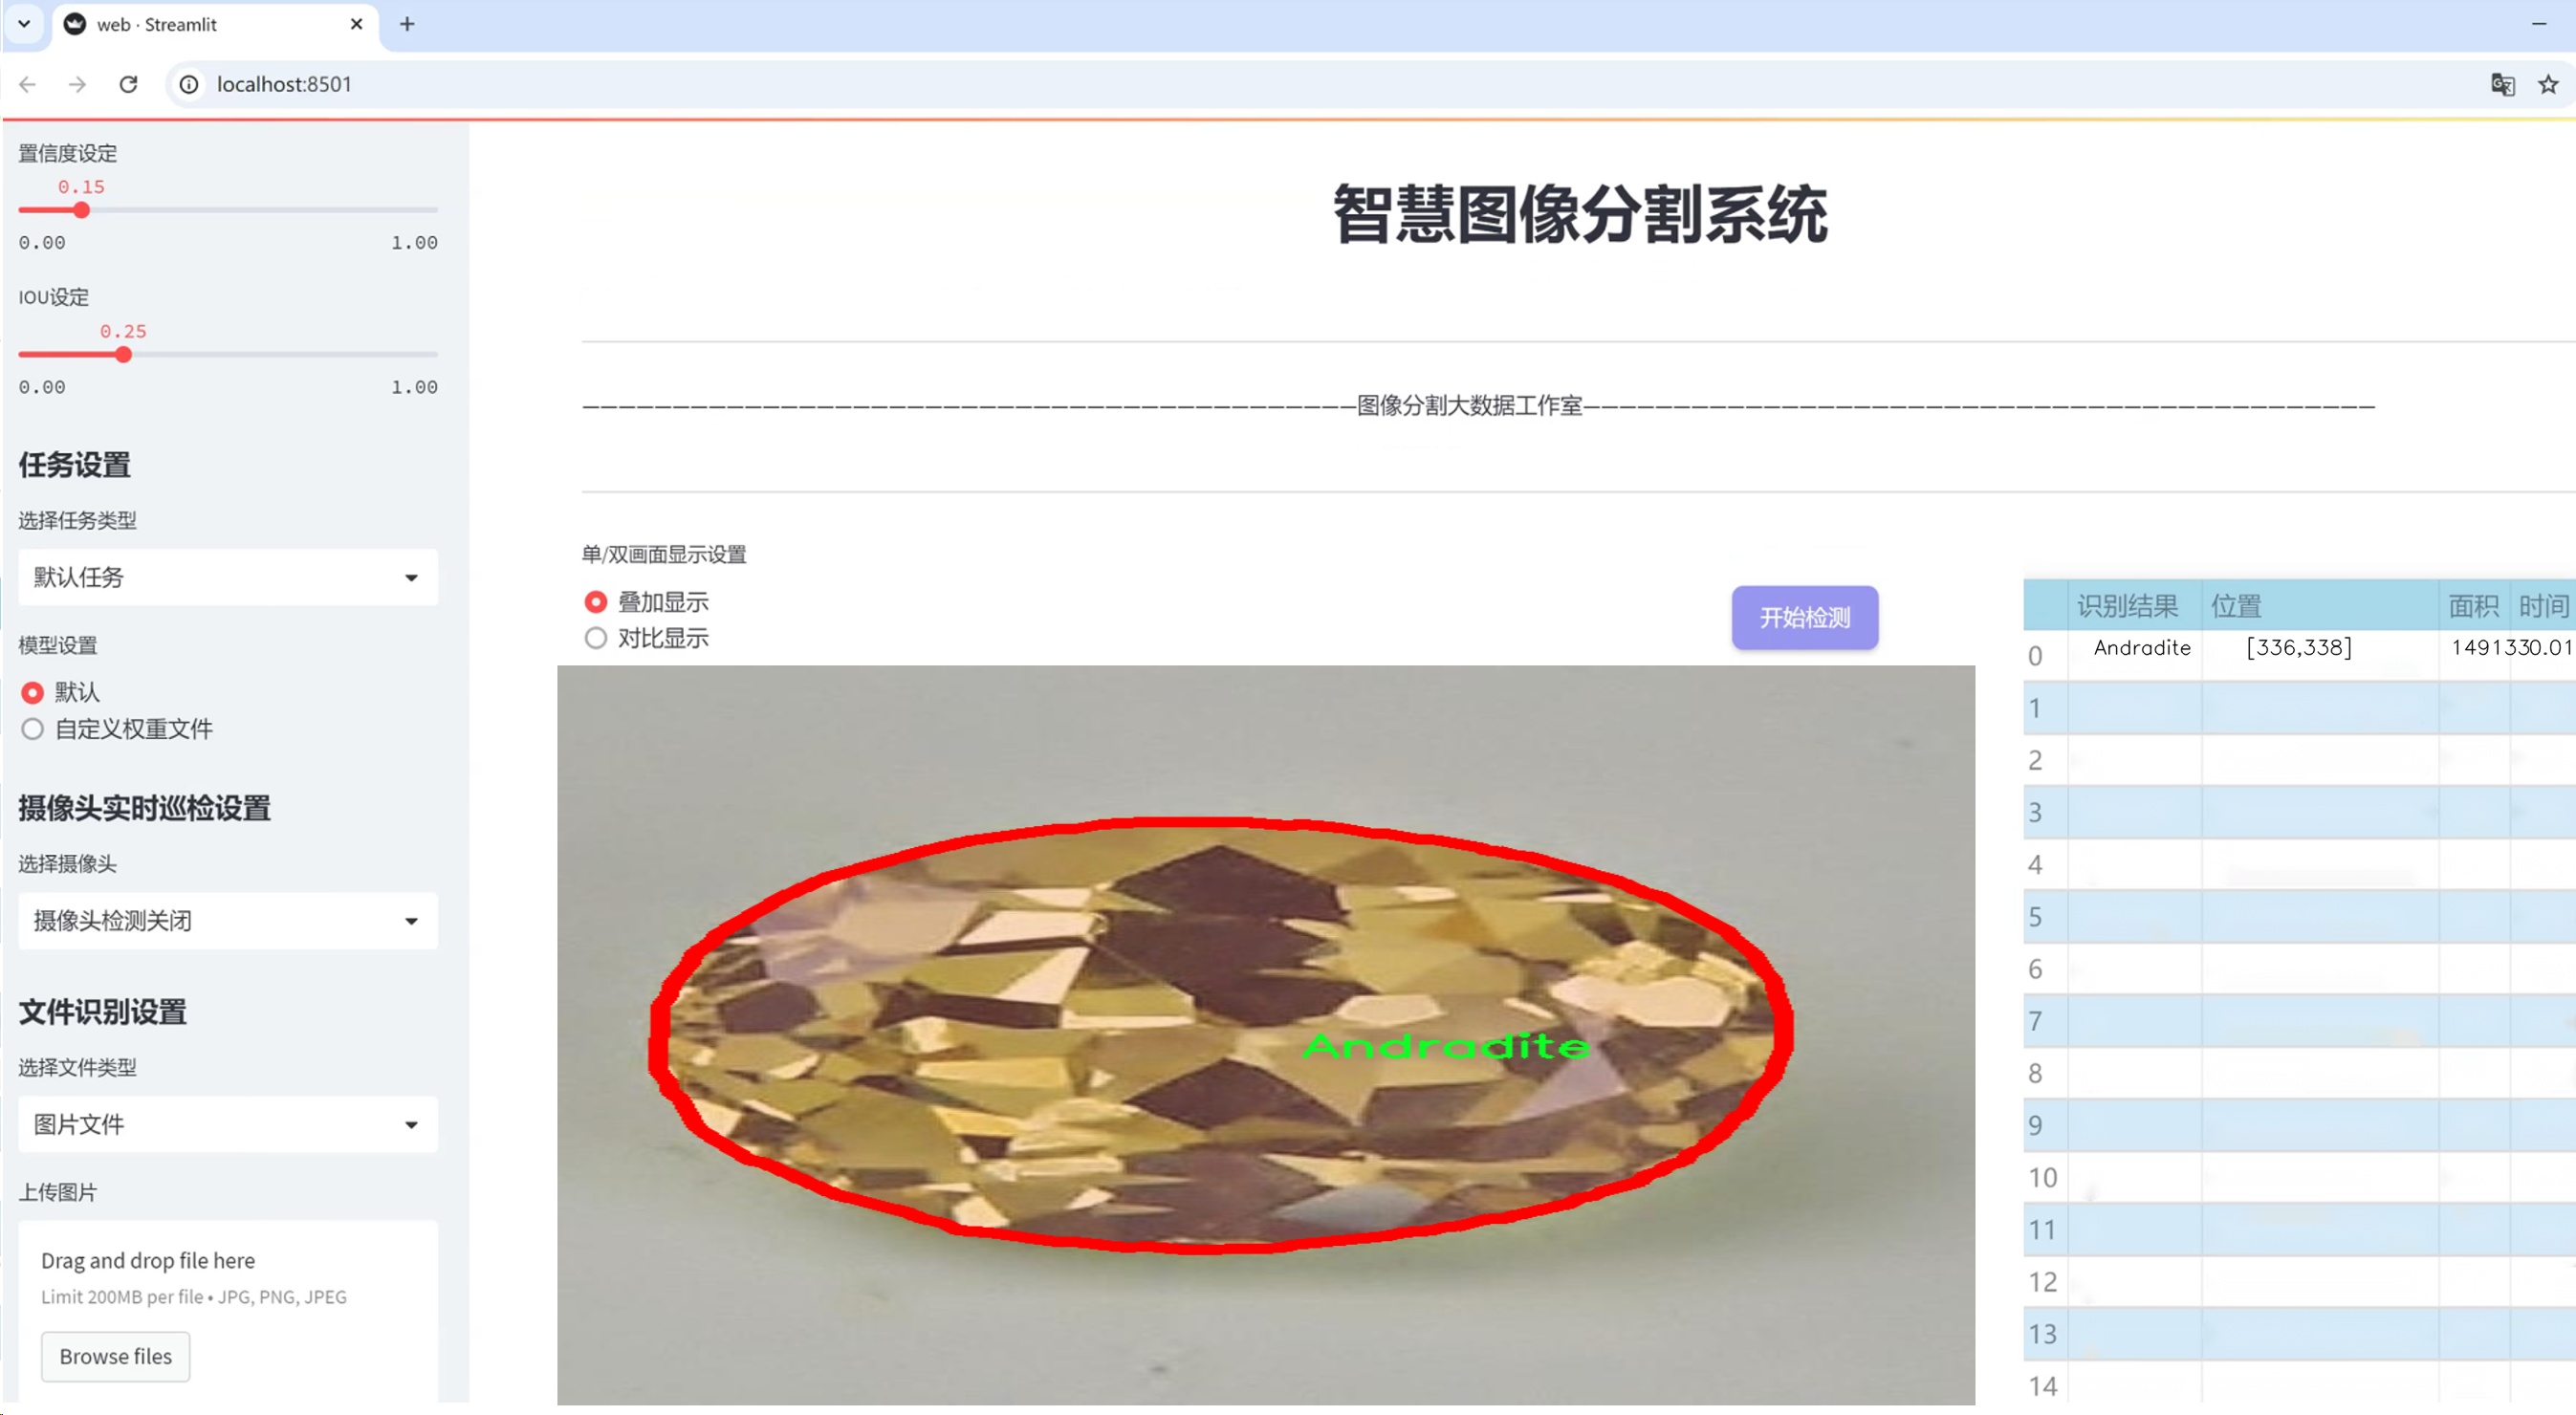 web · Streamlit
localhost:8501
置信度设定
0.15
0.00 1.00
IOU设定
0.25
0.00 1.00
任务设置
选择任务类型
默认任务
模型设置
默认
自定义权重文件
摄像头实时巡检设置
选择摄像头
摄像头检测关闭
文件识别设置
选择文件类型
图片文件
上传图片
Drag and drop file here
Limit 200MB per file • JPG, PNG, JPEG
Browse files
智慧图像分割系统
图像分割大数据工作室
单/双画面显示设置
叠加显示
对比显示
开始检测
Andradite
识别结果 位置 面积 时间
0 Andradite [336,338] 1491330.01
1
2
3
4
5
6
7
8
9
10
11
12
13
14